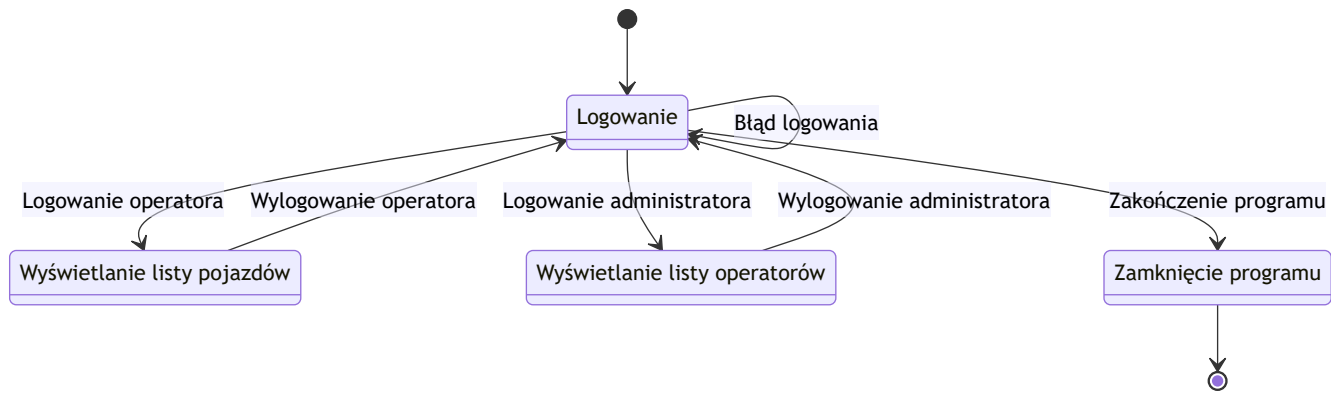 Logowanie
Błąd logowania
Logowanie operatora
Wylogowanie operatora
Logowanie administratora
Wylogowanie administratora
Zakończenie programu
Wyświetlanie listy pojazdów
Wyświetlanie listy operatorów
Zamknięcie programu